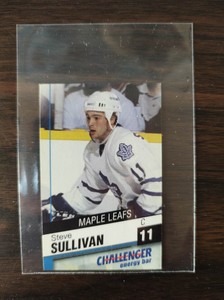 MAPLE LEAFS
C
Steve
11
SULLIVAN
CHALLENGER
energy bar